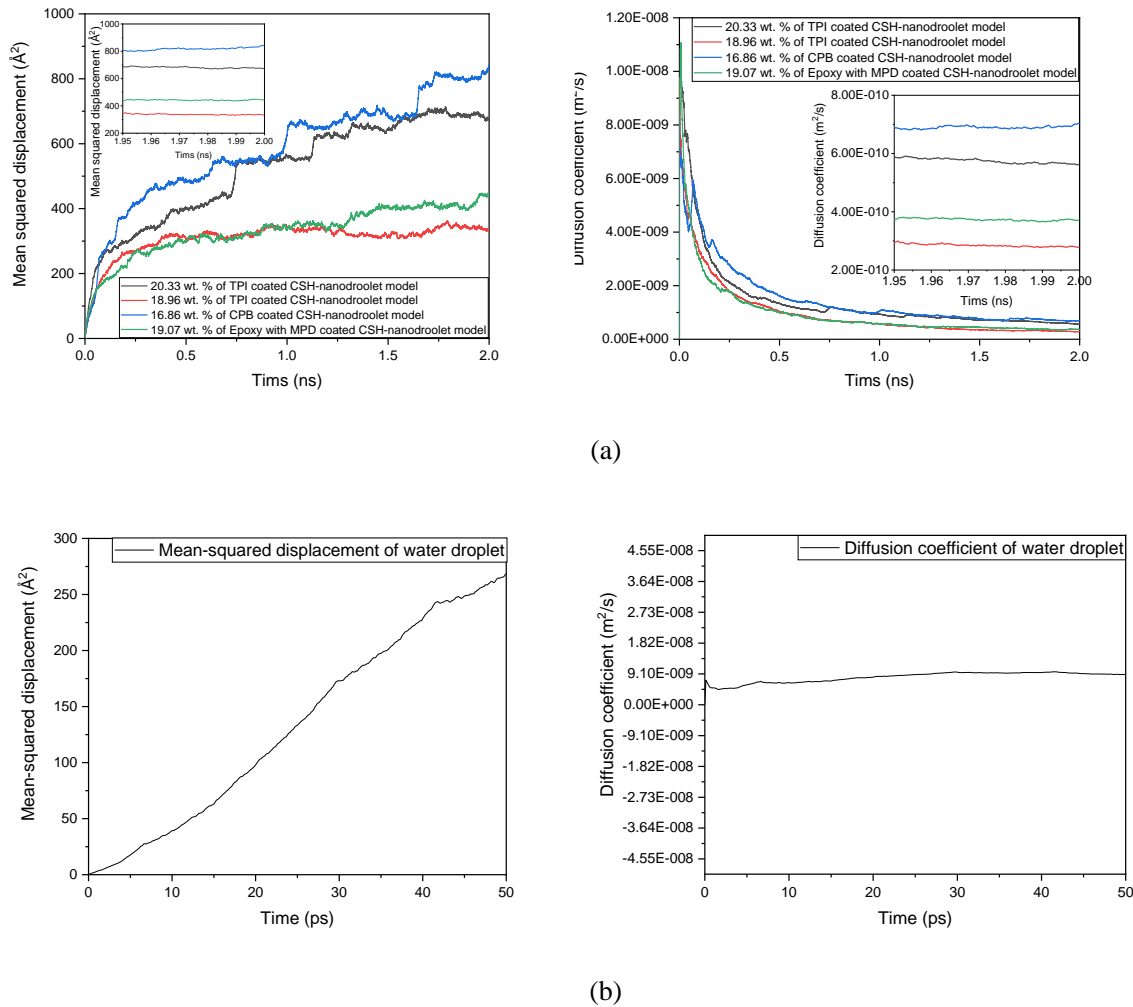 1000
800
600
400
200
0
0.0
0.5
1.0
1.5
2.0
Mean squared displacement (Å²)
Tims (ns)
1000
800
600
400
200
1.95
1.96
1.97
1.98
1.99
2.00
Mean squared displacement (Å²)
Tims (ns)
20.33 wt. % of TPI coated CSH-nanodroolet model
18.96 wt. % of TPI coated CSH-nanodroolet model
16.86 wt. % of CPB coated CSH-nanodroolet model
19.07 wt. % of Epoxy with MPD coated CSH-nanodroolet model
1.20E-008
1.00E-008
8.00E-009
6.00E-009
4.00E-009
2.00E-009
0.00E+000
0.0
0.5
1.0
1.5
2.0
Diffusion coefficient (m²/s)
Tims (ns)
20.33 wt. % of TPI coated CSH-nanodroolet model
18.96 wt. % of TPI coated CSH-nanodroolet model
16.86 wt. % of CPB coated CSH-nanodroolet model
19.07 wt. % of Epoxy with MPD coated CSH-nanodroolet model
8.00E-010
6.00E-010
4.00E-010
2.00E-010
1.95
1.96
1.97
1.98
1.99
2.00
Diffusion coefficient (m²/s)
Tims (ns)
(a)
300
250
200
150
100
50
0
0
10
20
30
40
50
Mean-squared displacement (Å²)
Time (ps)
Mean-squared displacement of water droplet
4.55E-008
3.64E-008
2.73E-008
1.82E-008
9.10E-009
0.00E+000
-9.10E-009
-1.82E-008
-2.73E-008
-3.64E-008
-4.55E-008
0
10
20
30
40
50
Diffusion coefficient (m²/s)
Time (ps)
Diffusion coefficient of water droplet
(b)